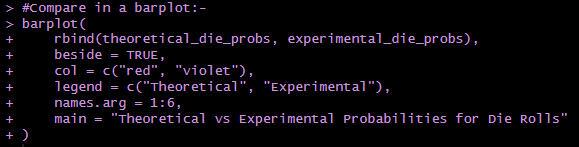 > #Compare in a barplot:-
> barplot(
+     rbind(theoretical_die_probs, experimental_die_probs),
+     beside = TRUE,
+     col = c("red", "violet"),
+     legend = c("Theoretical", "Experimental"),
+     names.arg = 1:6,
+     main = "Theoretical vs Experimental Probabilities for Die Rolls"
+ )